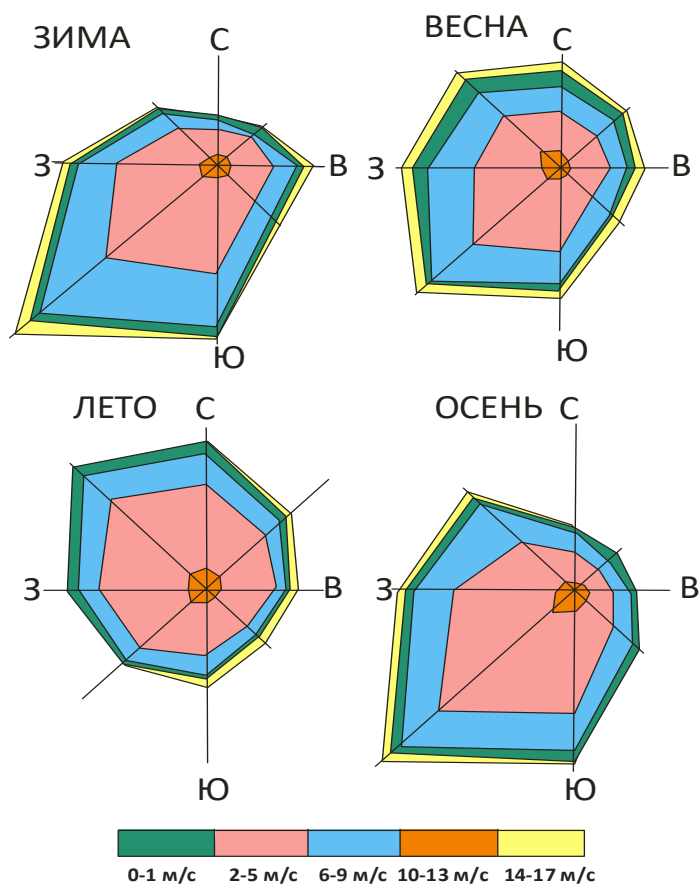 ЗИМА
С
З
В
Ю
ВЕСНА
С
З
В
Ю
ЛЕТО
С
З
В
Ю
ОСЕНЬ
С
З
В
Ю
0-1 м/с 2-5 м/с 6-9 м/с 10-13 м/с 14-17 м/с